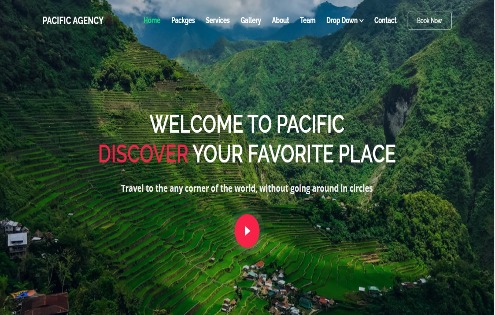 PACIFIC AGENCY
Home Packges Services Gallery About Team Drop Down Contact Book Now
WELCOME TO PACIFIC
DISCOVER YOUR FAVORITE PLACE
Travel to the any corner of the world, without going around in circles